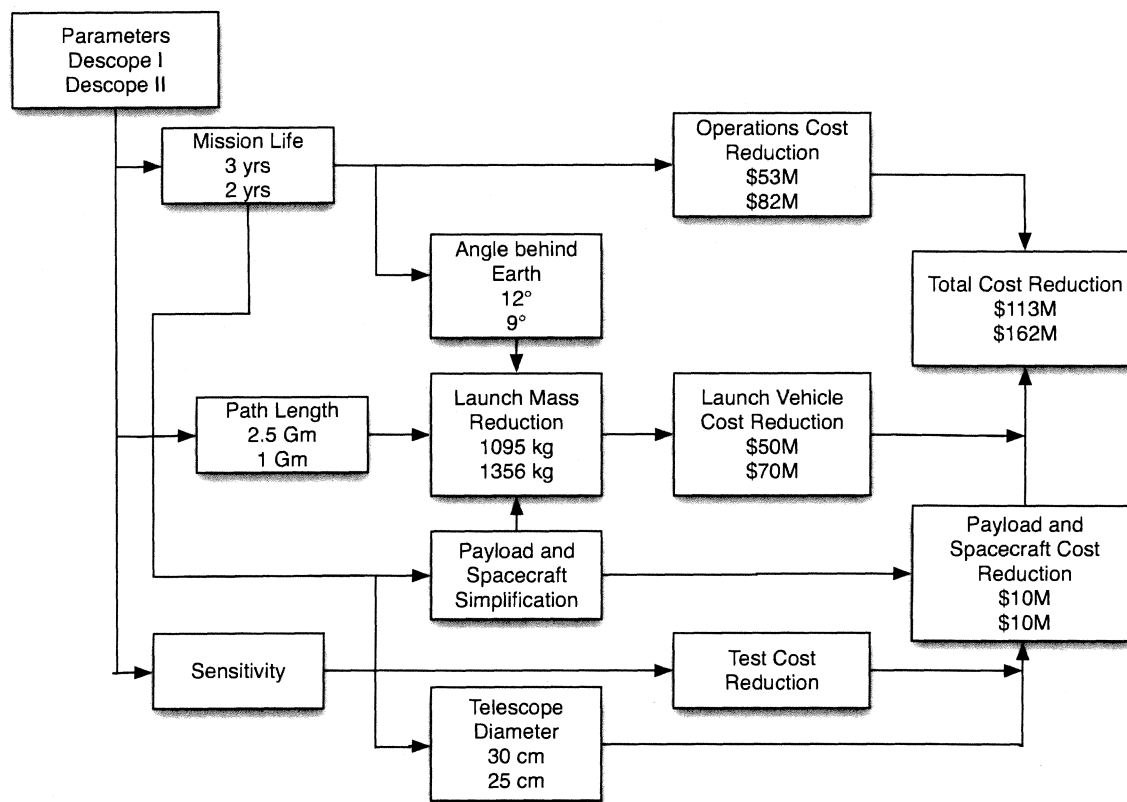 Parameters
Descope I
Descope II
Mission Life
3 yrs
2 yrs
Operations Cost
Reduction
$53M
$82M
Angle behind
Earth
12°
9°
Total Cost Reduction
$113M
$162M
Path Length
2.5 Gm
1 Gm
Launch Mass
Reduction
1095 kg
1356 kg
Launch Vehicle
Cost Reduction
$50M
$70M
Payload and
Spacecraft
Simplification
Payload and
Spacecraft Cost
Reduction
$10M
$10M
Sensitivity
Test Cost
Reduction
Telescope
Diameter
30 cm
25 cm